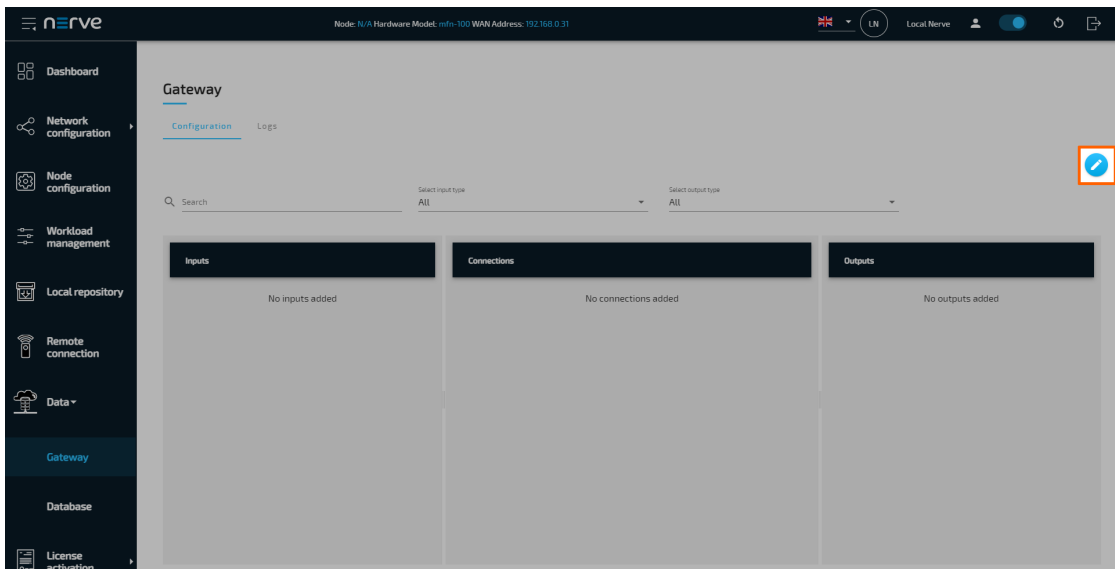 nerve
Node: N/A Hardware Model: mfn-100 WAN Address: 192.168.0.31
LN
Local Nerve
Dashboard
Network
configuration
Node
configuration
Workload
management
Local repository
Remote
connection
Data
Gateway
Database
License
activation
Gateway
Configuration Logs
Search
Select input type
All
Select output type
All
Inputs
Connections
Outputs
No inputs added
No connections added
No outputs added